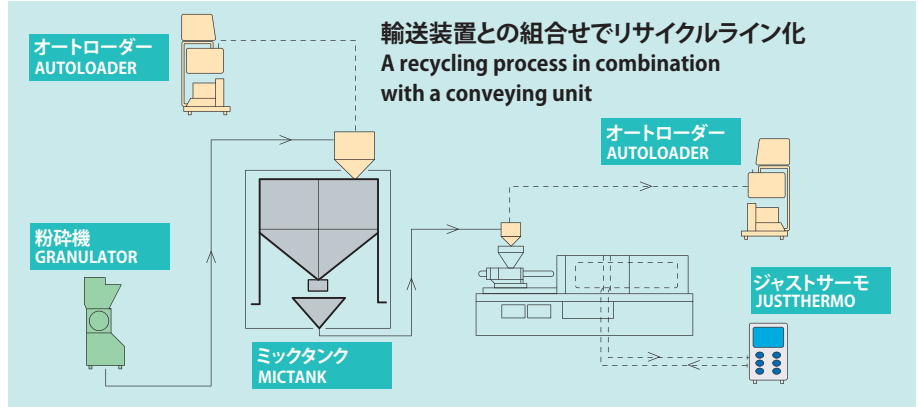 輸送装置との組合せでリサイクルライン化
A recycling process in combination
with a conveying unit
オートローダー
AUTOLOADER
オートローダー
AUTOLOADER
粉砕機
GRANULATOR
ジャストサーモ
JUSTTHERMO
ミックタンク
MICTANK